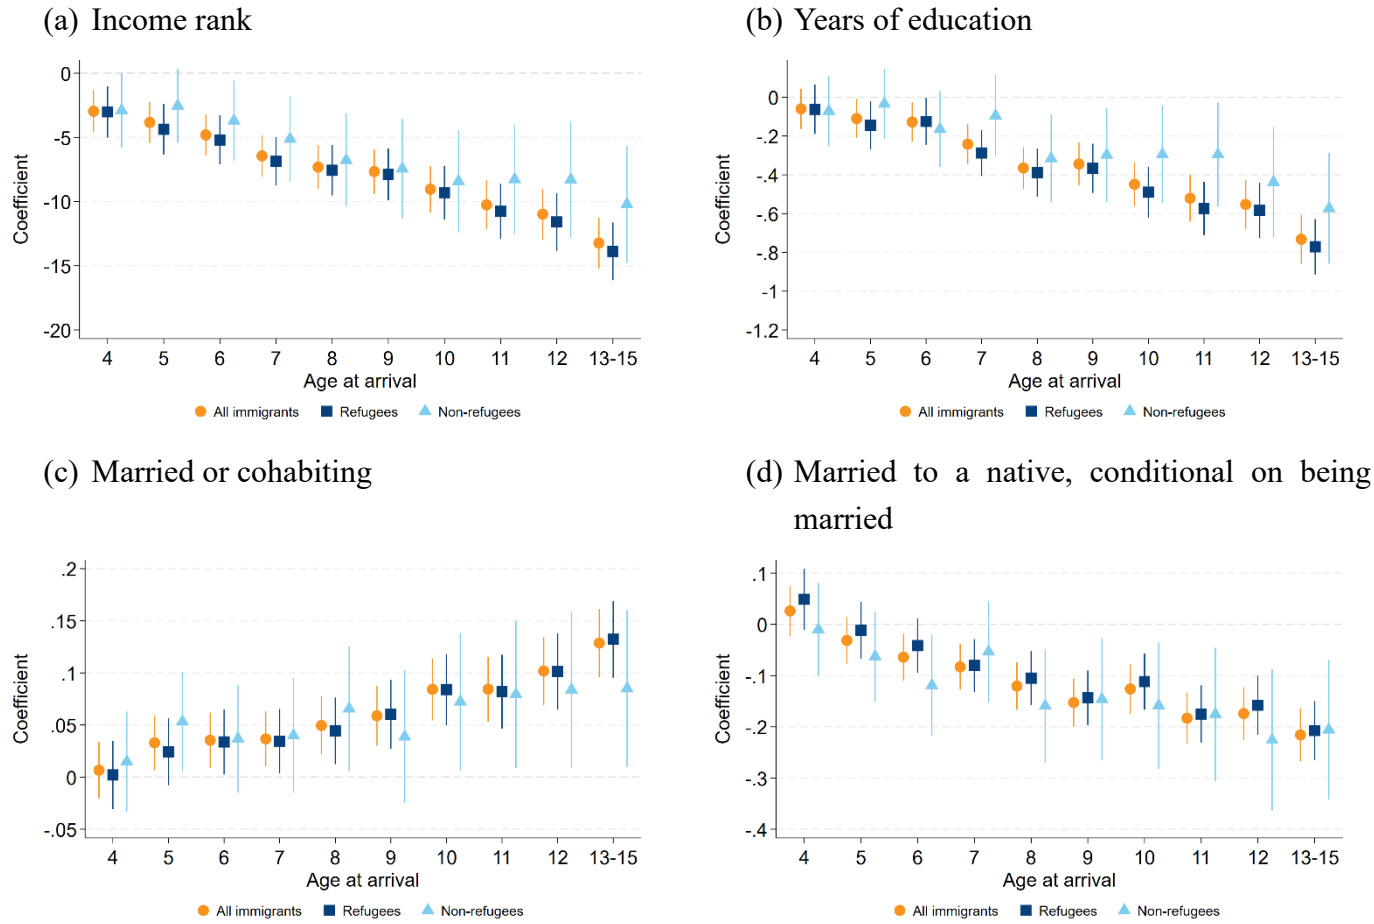 (a) Income rank
0
-5
-10
-15
-20
Coefficient
4 5 6 7 8 9 10 11 12 13-15
Age at arrival
All immigrants Refugees Non-refugees
(b) Years of education
0
-.2
-.4
-.6
-.8
-1
-1.2
Coefficient
4 5 6 7 8 9 10 11 12 13-15
Age at arrival
All immigrants Refugees Non-refugees
(c) Married or cohabiting
.2
.15
.1
.05
0
-.05
Coefficient
4 5 6 7 8 9 10 11 12 13-15
Age at arrival
All immigrants Refugees Non-refugees
(d) Married to a native, conditional on being
married
.1
0
-.1
-.2
-.3
-.4
Coefficient
4 5 6 7 8 9 10 11 12 13-15
Age at arrival
All immigrants Refugees Non-refugees